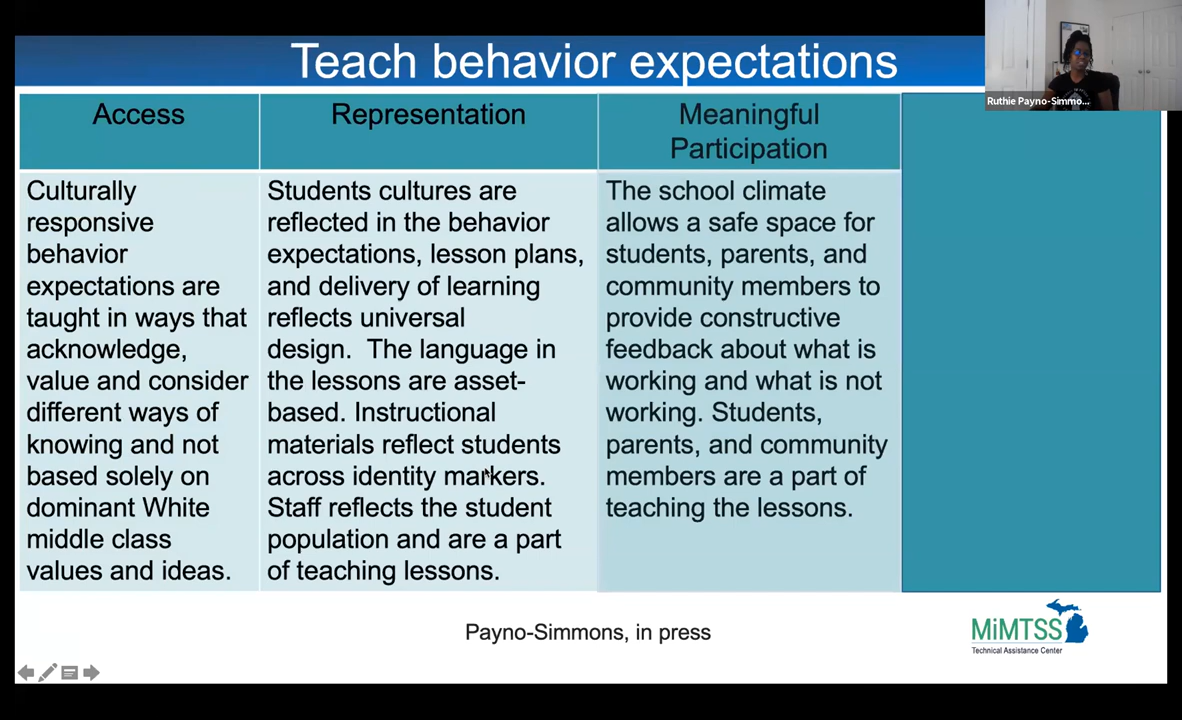 Teach behavior expectations
Ruthie Payno-Simmo...
Access
Representation
Meaningful
Participation
Culturally
responsive
behavior
expectations are
taught in ways that
acknowledge,
value and consider
different ways of
knowing and not
based solely on
dominant White
middle class
values and ideas.
Students cultures are
reflected in the behavior
expectations, lesson plans,
and delivery of learning
reflects universal
design.  The language in
the lessons are asset-
based. Instructional
materials reflect students
across identity markers.
Staff reflects the student
population and are a part
of teaching lessons.
The school climate
allows a safe space for
students, parents, and
community members to
provide constructive
feedback about what is
working and what is not
working. Students,
parents, and community
members are a part of
teaching the lessons.
Payno-Simmons, in press
MiMTSS
Technical Assistance Center